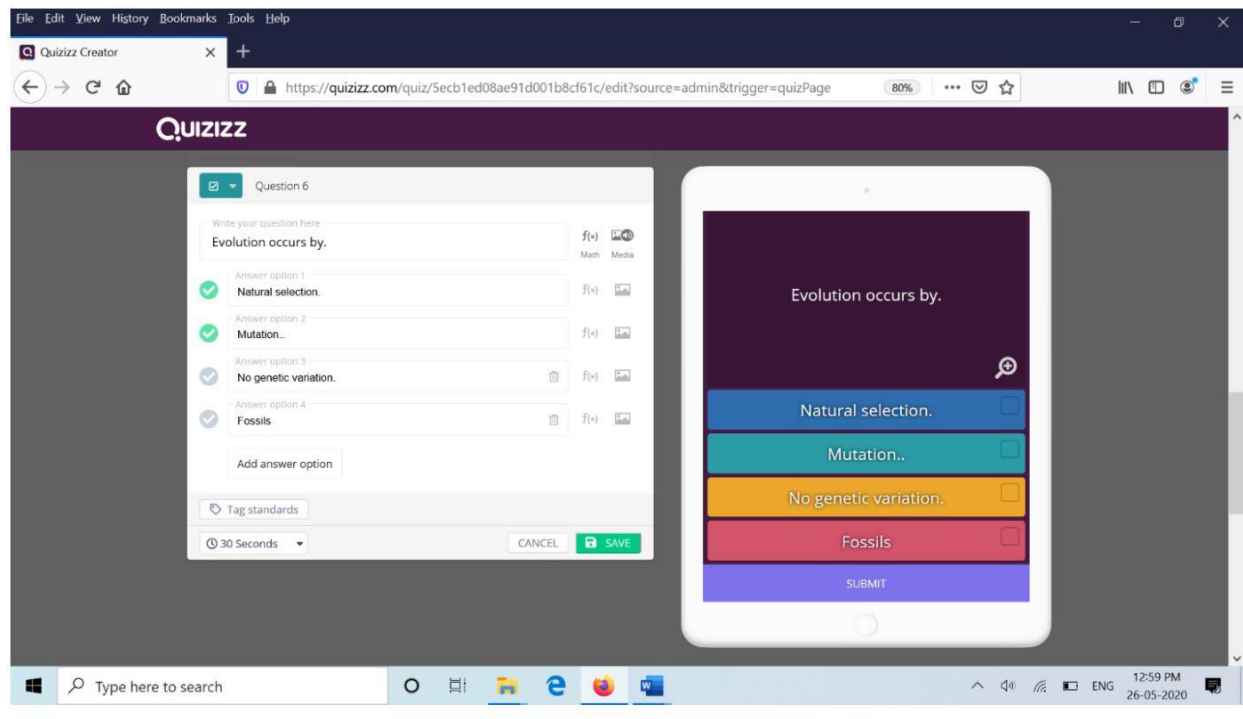 File Edit View History Bookmarks Tools Help
Quizizz Creator
https://quizizz.com/quiz/5ecb1ed08ae91d001b8cf61c/edit?source=admin&trigger=quizPage 80%
Quizizz
Question 6
Write your question here
Evolution occurs by.
f(×) Math Media
Answer option 1
Natural selection.
f(×)
Answer option 2
Mutation..
f(×)
Answer option 3
No genetic variation.
f(×)
Answer option 4
Fossils
f(×)
Add answer option
Tag standards
30 Seconds CANCEL SAVE
Evolution occurs by.
Natural selection.
Mutation..
No genetic variation.
Fossils
SUBMIT
Type here to search
ENG
12:59 PM
26-05-2020